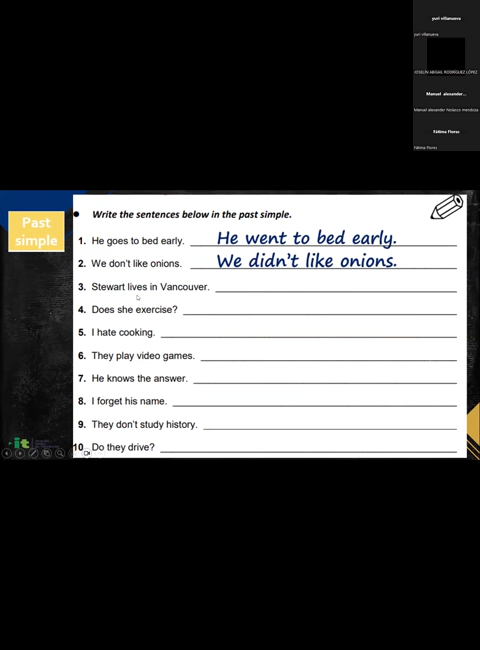 yuri villanueva
yuri villanueva
JOSELIN ABIGAIL RODRÍGUEZ LÓPEZ
Manuel alexander...
Manuel alexander Nolasco mendoza
Fátima Flores
Fátima Flores
Past
simple
Write the sentences below in the past simple.
1. He goes to bed early. He went to bed early.
2. We don't like onions. We didn't like onions.
3. Stewart lives in Vancouver.
4. Does she exercise?
5. I hate cooking.
6. They play video games.
7. He knows the answer.
8. I forget his name.
9. They don't study history.
10 Do they drive?
it